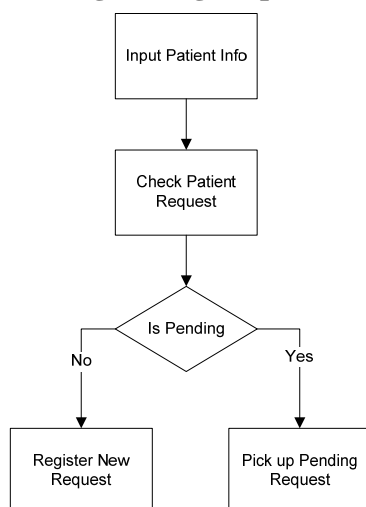 Input Patient Info
Check Patient
Request
Is Pending
No
Yes
Register New
Request
Pick up Pending
Request